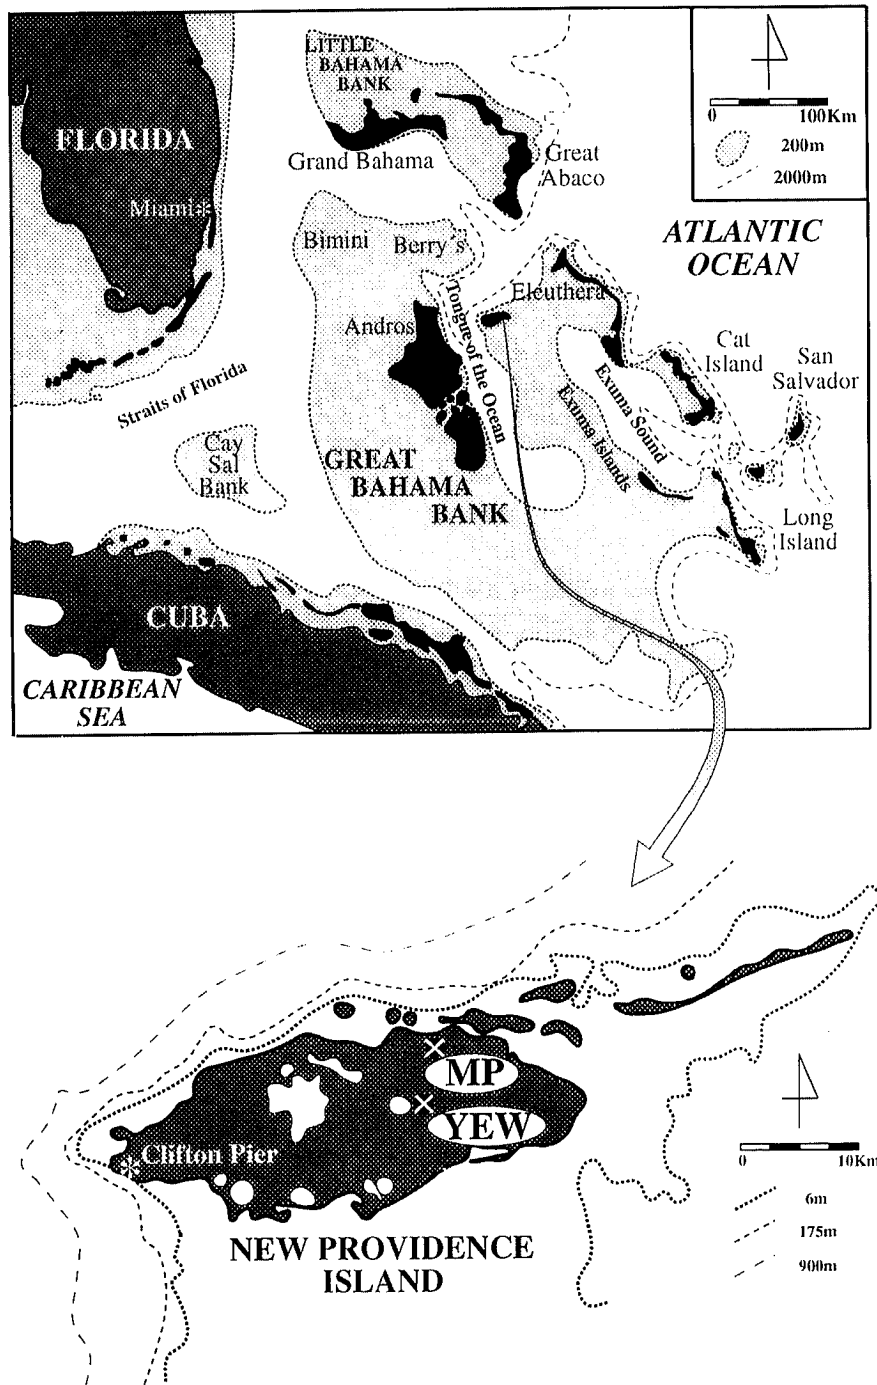 LITTLE
BAHAMA
BANK
FLORIDA
Grand Bahama
Great
Abaco
0 100Km
200m
2000m
Miami
ATLANTIC
OCEAN
Bimini
Berry's
Eleuthera
Tongue of the Ocean
Andros
Cat
Island
San
Salvador
Straits of Florida
Exuma Sound
Exuma Islands
Cay
Sal
Bank
GREAT
BAHAMA
BANK
Long
Island
CUBA
CARIBBEAN
SEA
MP
YEW
Clifton Pier
0 10Km
6m
175m
900m
NEW PROVIDENCE
ISLAND